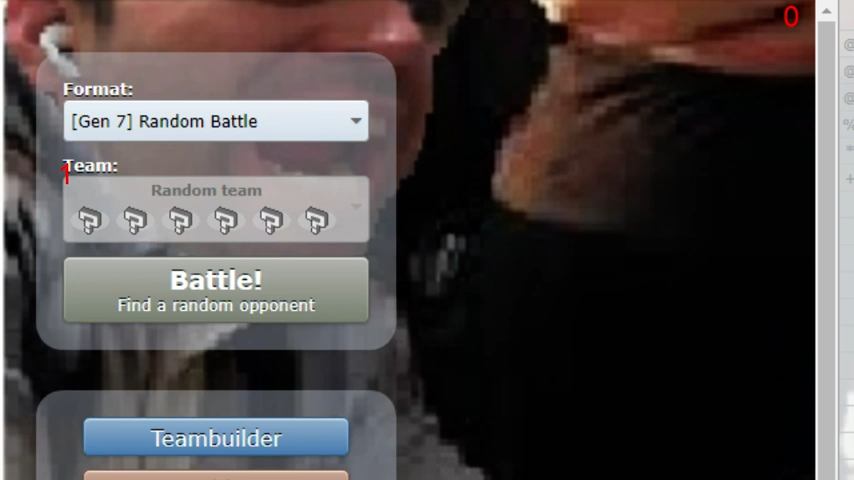 0
Format:
[Gen 7] Random Battle
Team:
1
Random team
? ? ? ? ? ?
Battle!
Find a random opponent
Teambuilder
@
@
@
%
*
+